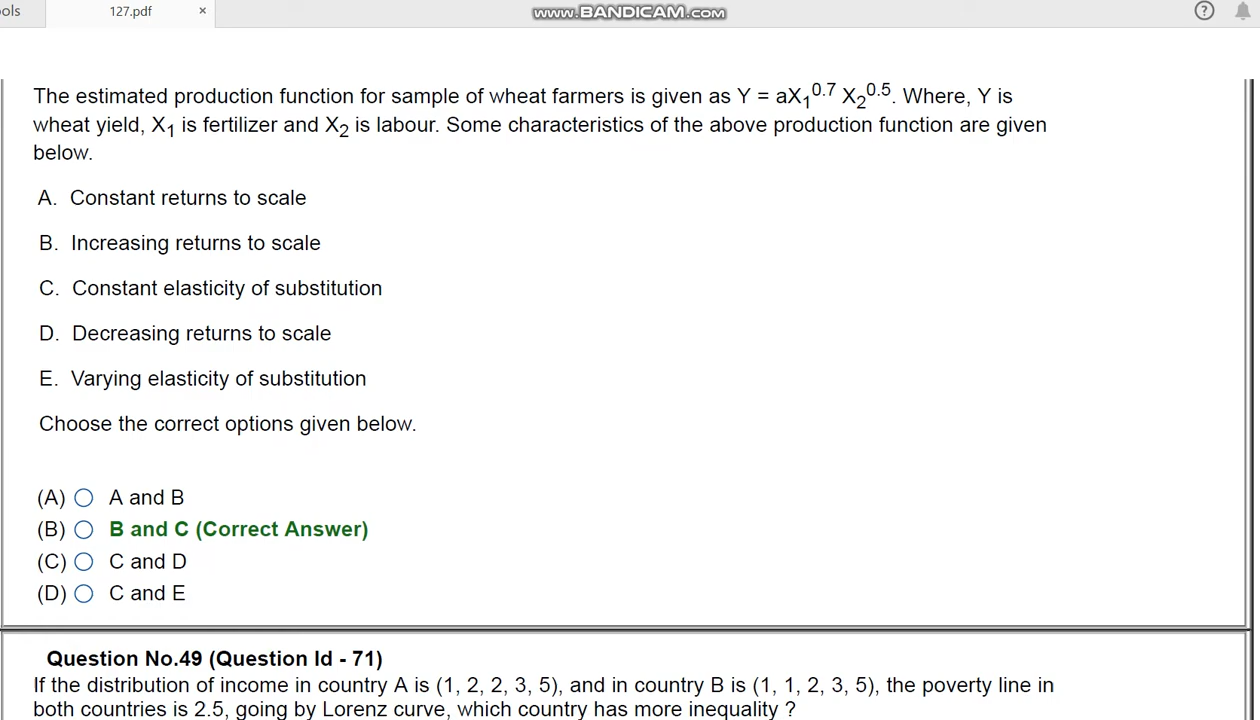 ols
127.pdf ×
www.BANDICAM.com
?
The estimated production function for sample of wheat farmers is given as Y = aX₁^0.7 X₂^0.5. Where, Y is
wheat yield, X₁ is fertilizer and X₂ is labour. Some characteristics of the above production function are given
below.
A. Constant returns to scale
B. Increasing returns to scale
C. Constant elasticity of substitution
D. Decreasing returns to scale
E. Varying elasticity of substitution
Choose the correct options given below.
(A) A and B
(B) B and C (Correct Answer)
(C) C and D
(D) C and E
Question No.49 (Question Id - 71)
If the distribution of income in country A is (1, 2, 2, 3, 5), and in country B is (1, 1, 2, 3, 5), the poverty line in
both countries is 2.5, going by Lorenz curve, which country has more inequality ?